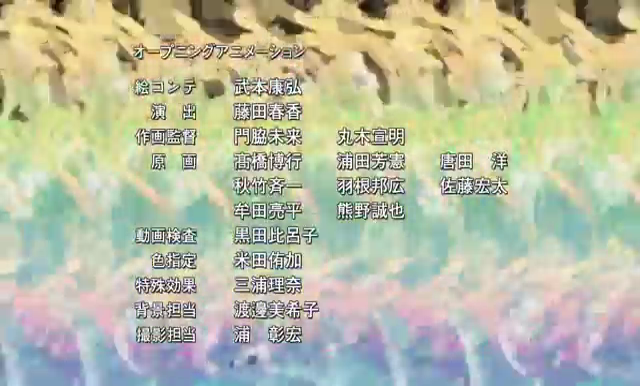 オープニングアニメーション
絵コンテ 武本康弘
演 出 藤田春香
作画監督 門脇未来 丸木宣明
原 画 髙橋博行 浦田芳憲 唐田 洋
秋竹斉一 羽根邦広 佐藤宏太
牟田亮平 熊野誠也
動画検査 黒田比呂子
色指定 米田侑加
特殊効果 三浦理奈
背景担当 渡邊美希子
撮影担当 浦 彰宏